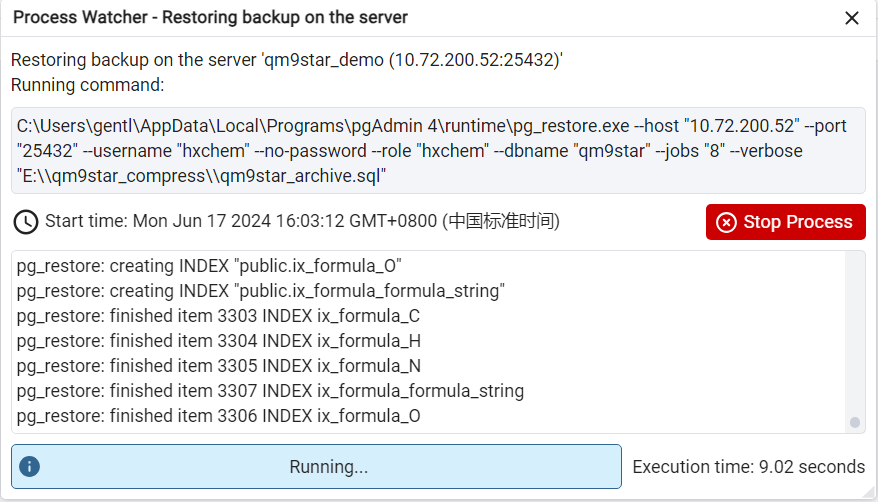 Process Watcher - Restoring backup on the server
Restoring backup on the server 'qm9star_demo (10.72.200.52:25432)'
Running command:
C:\Users\gentl\AppData\Local\Programs\pgAdmin 4\runtime\pg_restore.exe --host "10.72.200.52" --port
"25432" --username "hxchem" --no-password --role "hxchem" --dbname "qm9star" --jobs "8" --verbose
"E:\\qm9star_compress\\qm9star_archive.sql"
Start time: Mon Jun 17 2024 16:03:12 GMT+0800 (中国标准时间)
Stop Process
pg_restore: creating INDEX "public.ix_formula_O"
pg_restore: creating INDEX "public.ix_formula_formula_string"
pg_restore: finished item 3303 INDEX ix_formula_C
pg_restore: finished item 3304 INDEX ix_formula_H
pg_restore: finished item 3305 INDEX ix_formula_N
pg_restore: finished item 3307 INDEX ix_formula_formula_string
pg_restore: finished item 3306 INDEX ix_formula_O
Running...
Execution time: 9.02 seconds